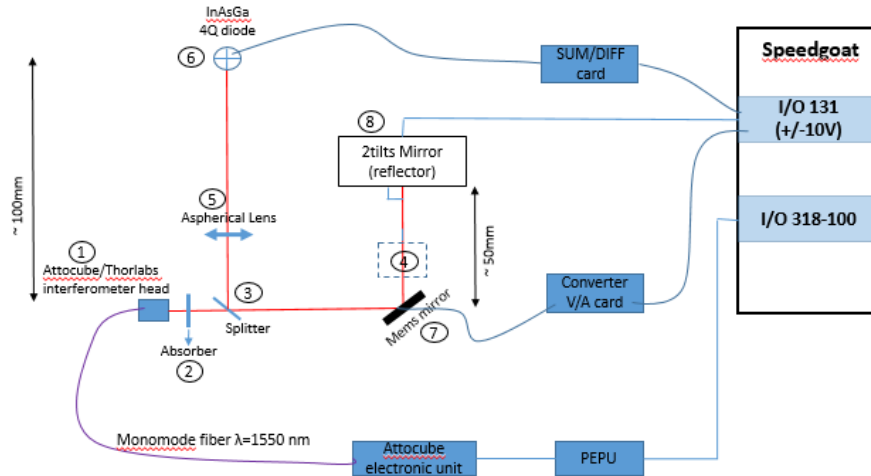 InAsGa
4Q diode
6
SUM/DIFF
card
Speedgoat
I/O 131
(+/-10V)
8
2tilts Mirror
(reflector)
~ 100mm
5
Aspherical Lens
I/O 318-100
1
Attocube/Thorlabs
interferometer head
4
~ 50mm
3
Splitter
Converter
V/A card
Mems mirror
7
Absorber
2
Monomode fiber λ=1550 nm
Attocube
electronic unit
PEPU